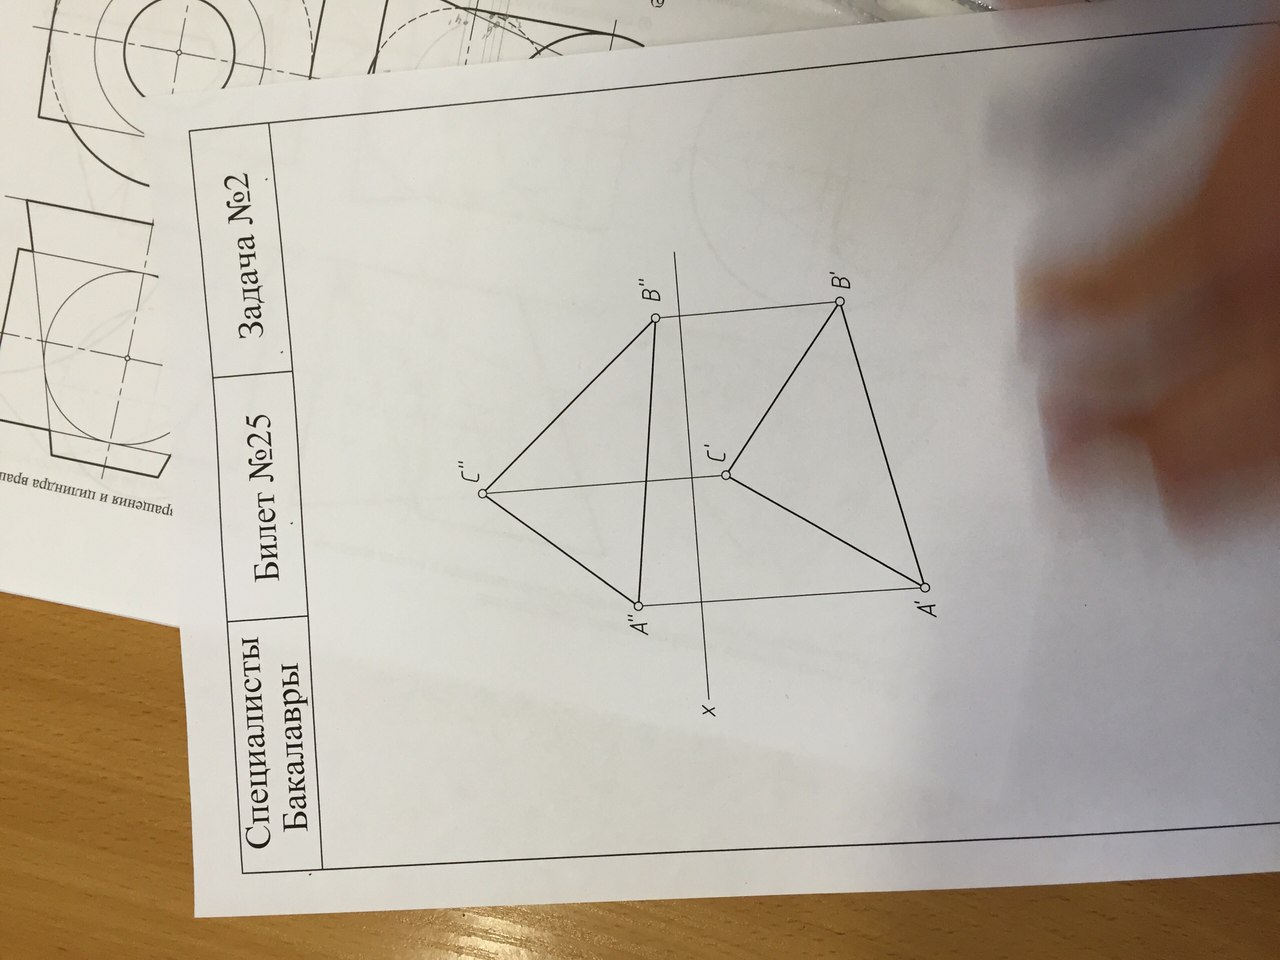 ращения и цилиндра вращ
Специалисты
Бакалавры
Билет №25
Задача №2
C"
A"
B"
x
C'
B'
A'